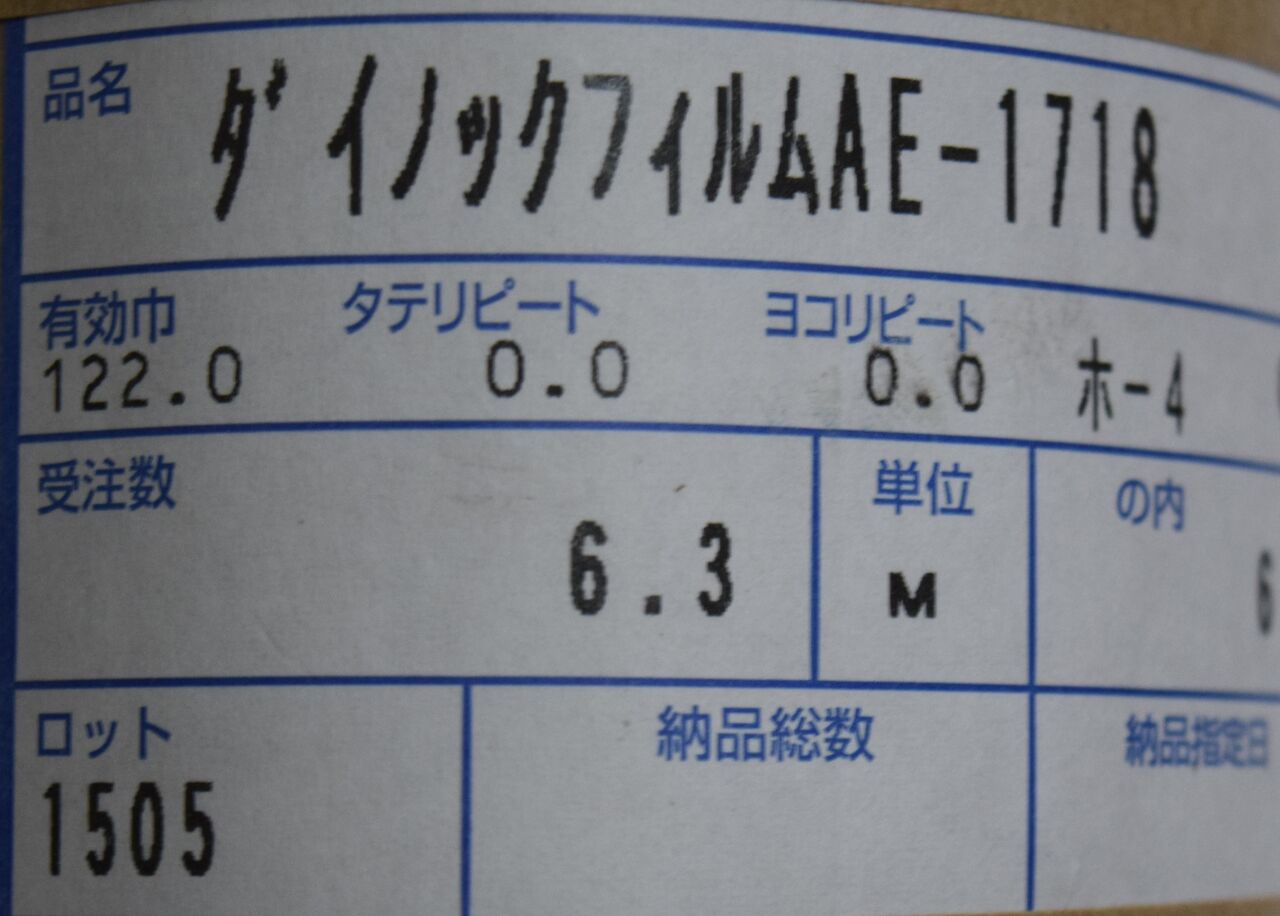 品名 ダイノックフィルムAE-1718
有効巾 タテリピート ヨコリピート
122.0 0.0 0.0 ホー4
受注数 単位 の内
6.3 M 6
ロット 納品総数 納品指定日
1505